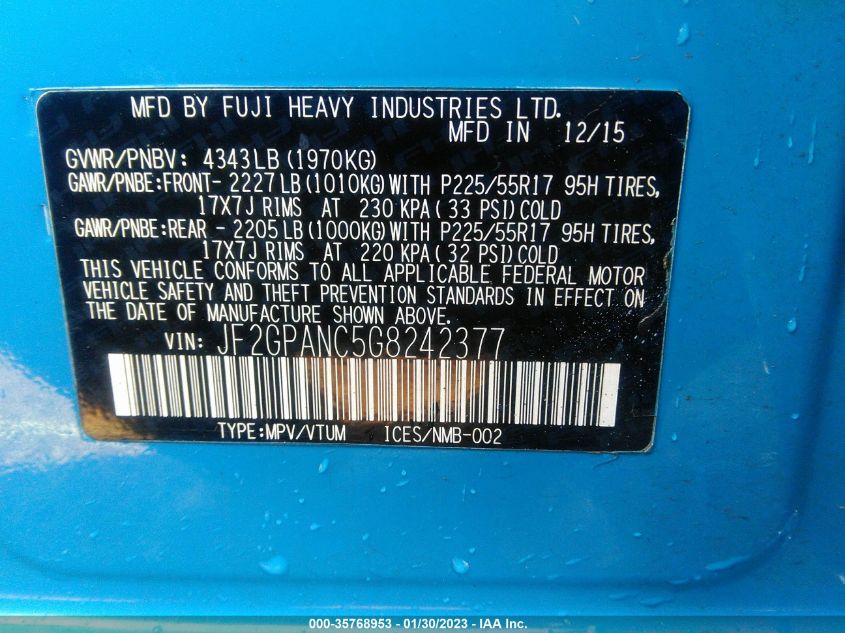 MFD BY FUJI HEAVY INDUSTRIES LTD.
MFD IN 12/15
GVWR/PNBV: 4343LB (1970KG)
GAWR/PNBE:FRONT- 2227LB(1010KG)WITH P225/55R17 95H TIRES,
17X7J RIMS AT 230 KPA( 33 PSI)COLD
GAWR/PNBE:REAR - 2205LB(1000KG)WITH P225/55R17 95H TIRES,
17X7J RIMS AT 220 KPA( 32 PSI)COLD
THIS VEHICLE CONFORMS TO ALL APPLICABLE FEDERAL MOTOR
VEHICLE SAFETY AND THEFT PREVENTION STANDARDS IN EFFECT ON
THE DATE OF MANUFACTURE SHOWN ABOVE.
VIN: JF2GPANC5G8242377
TYPE:MPV/VTUM ICES/NMB-002
000-35768953 - 01/30/2023 - IAA Inc.